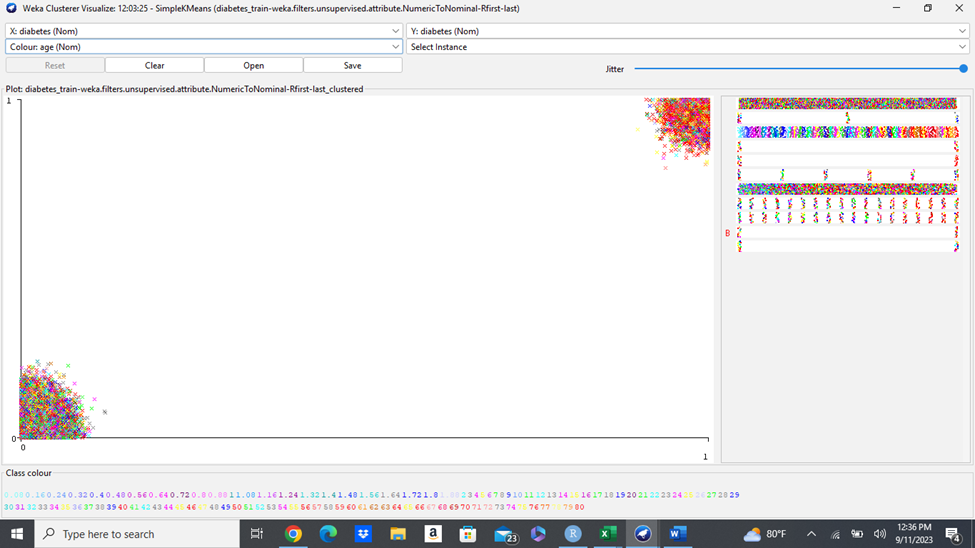 Weka Clusterer Visualize: 12:03:25 - SimpleKMeans (diabetes_train-weka.filters.unsupervised.attribute.NumericToNominal-Rfirst-last)
X: diabetes (Nom) Y: diabetes (Nom)
Colour: age (Nom) Select Instance
Reset Clear Open Save Jitter
Plot: diabetes_train-weka.filters.unsupervised.attribute.NumericToNominal-Rfirst-last_clustered
1
B
0
0 1
Class colour
0.08 0.16 0.24 0.32 0.4 0.48 0.56 0.64 0.72 0.8 0.88 1 1.08 1.16 1.24 1.32 1.4 1.48 1.56 1.64 1.72 1.8 1.88 2 3 4 5 6 7 8 9 10 11 12 13 14 15 16 17 18 19 20 21 22 23 24 25 26 27 28 29
30 31 32 33 34 35 36 37 38 39 40 41 42 43 44 45 46 47 48 49 50 51 52 53 54 55 56 57 58 59 60 61 62 63 64 65 66 67 68 69 70 71 72 73 74 75 76 77 78 79 80
Type here to search 23 80°F 12:36 PM
9/11/2023 4